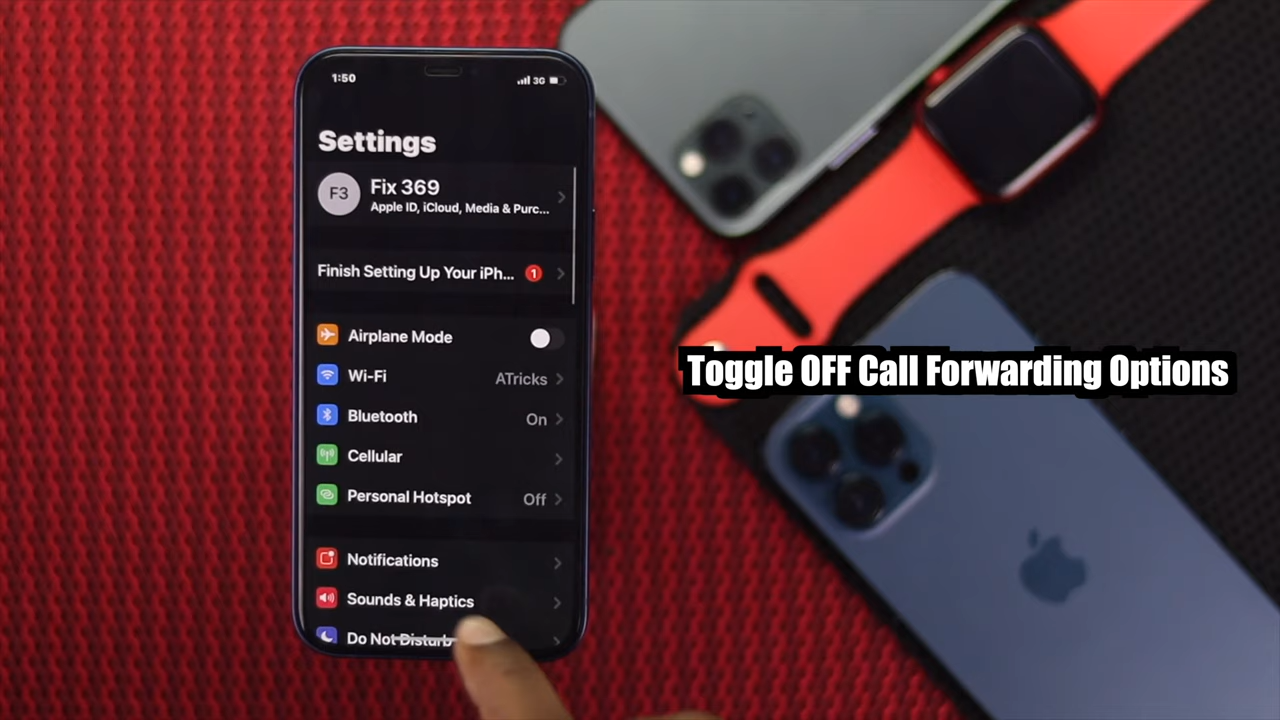 1:50
3G
Settings
F3
Fix 369
Apple ID, iCloud, Media & Purc...
Finish Setting Up Your iPh...
1
Airplane Mode
Wi-Fi
ATricks
Bluetooth
On
Cellular
Personal Hotspot
Off
Notifications
Sounds & Haptics
Do Not Disturb
Toggle OFF Call Forwarding Options